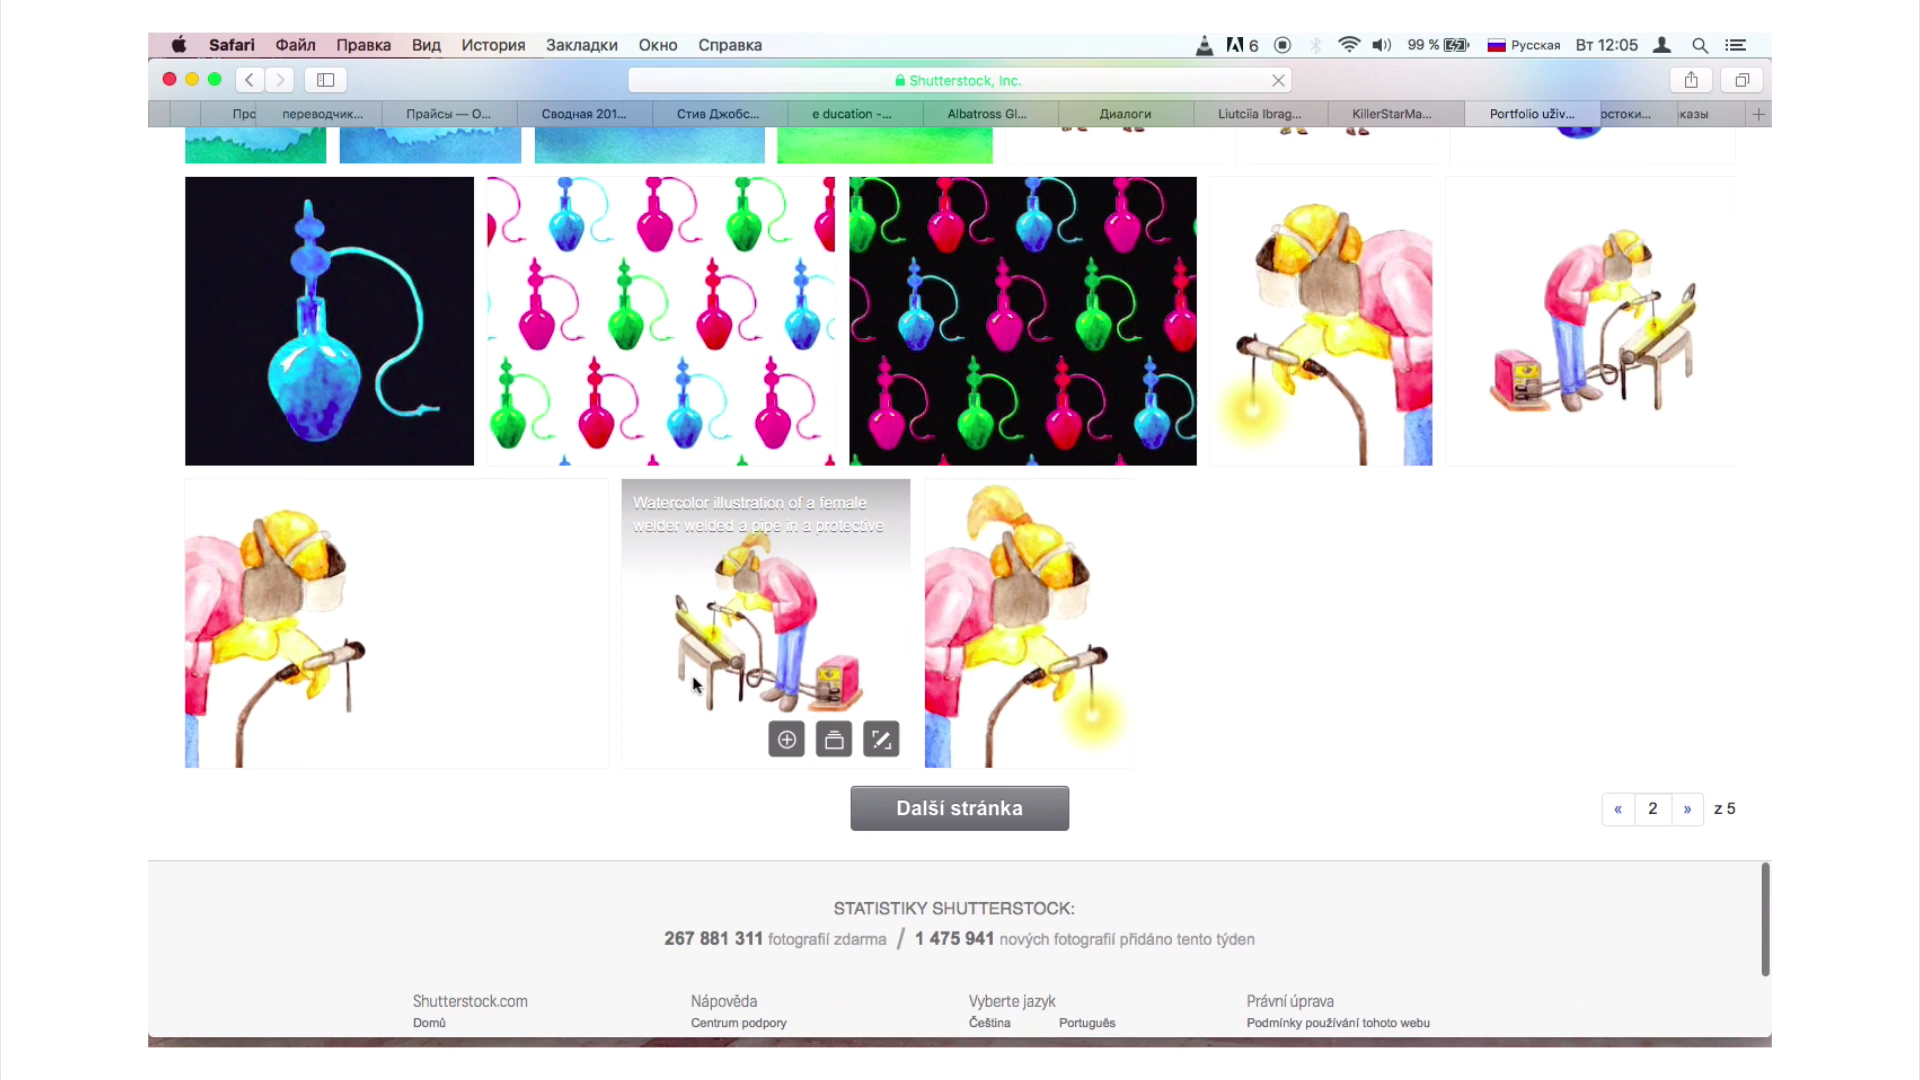 Safari Файл Правка Вид История Закладки Окно Справка
6 99 % Русская Вт 12:05
Shutterstock, Inc.
Прс переводчик... Прайсы — О... Сводная 201... Стив Джобс... e ducation -... Albatross Gl... Диалоги Liutciia Ibrag... KillerStarMa... Portfolio uživ... остоки... казы
Watercolor illustration of a female
welder welded a pipe in a protective
Další stránka
« 2 » z 5
STATISTIKY SHUTTERSTOCK:
267 881 311 fotografií zdarma / 1 475 941 nových fotografií přidáno tento týden
Shutterstock.com Nápověda Vyberte jazyk Právní úprava
Domů Centrum podpory Čeština Português Podmínky používání tohoto webu